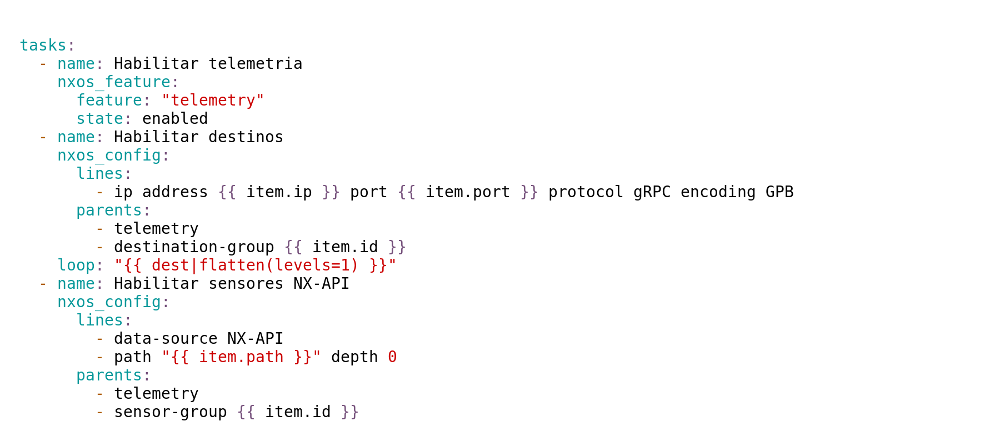 tasks:
  - name: Habilitar telemetria
    nxos_feature:
      feature: "telemetry"
      state: enabled
  - name: Habilitar destinos
    nxos_config:
      lines:
        - ip address {{ item.ip }} port {{ item.port }} protocol gRPC encoding GPB
      parents:
        - telemetry
        - destination-group {{ item.id }}
    loop: "{{ dest|flatten(levels=1) }}"
  - name: Habilitar sensores NX-API
    nxos_config:
      lines:
        - data-source NX-API
        - path "{{ item.path }}" depth 0
      parents:
        - telemetry
        - sensor-group {{ item.id }}